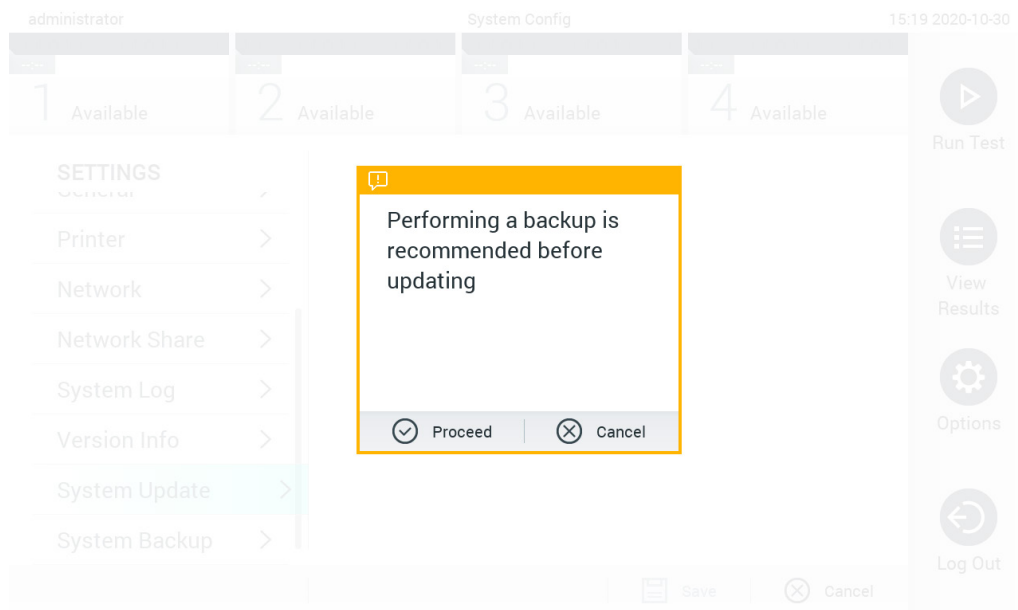 administrator
System Config
15:19 2020-10-30
--:--
--:--
--:--
--:--
1 Available
2 Available
3 Available
4 Available
Run Test
SETTINGS
General
Printer
Network
Network Share
System Log
Version Info
System Update
System Backup
Performing a backup is
recommended before
updating
Proceed
Cancel
View
Results
Options
Log Out
Save
Cancel